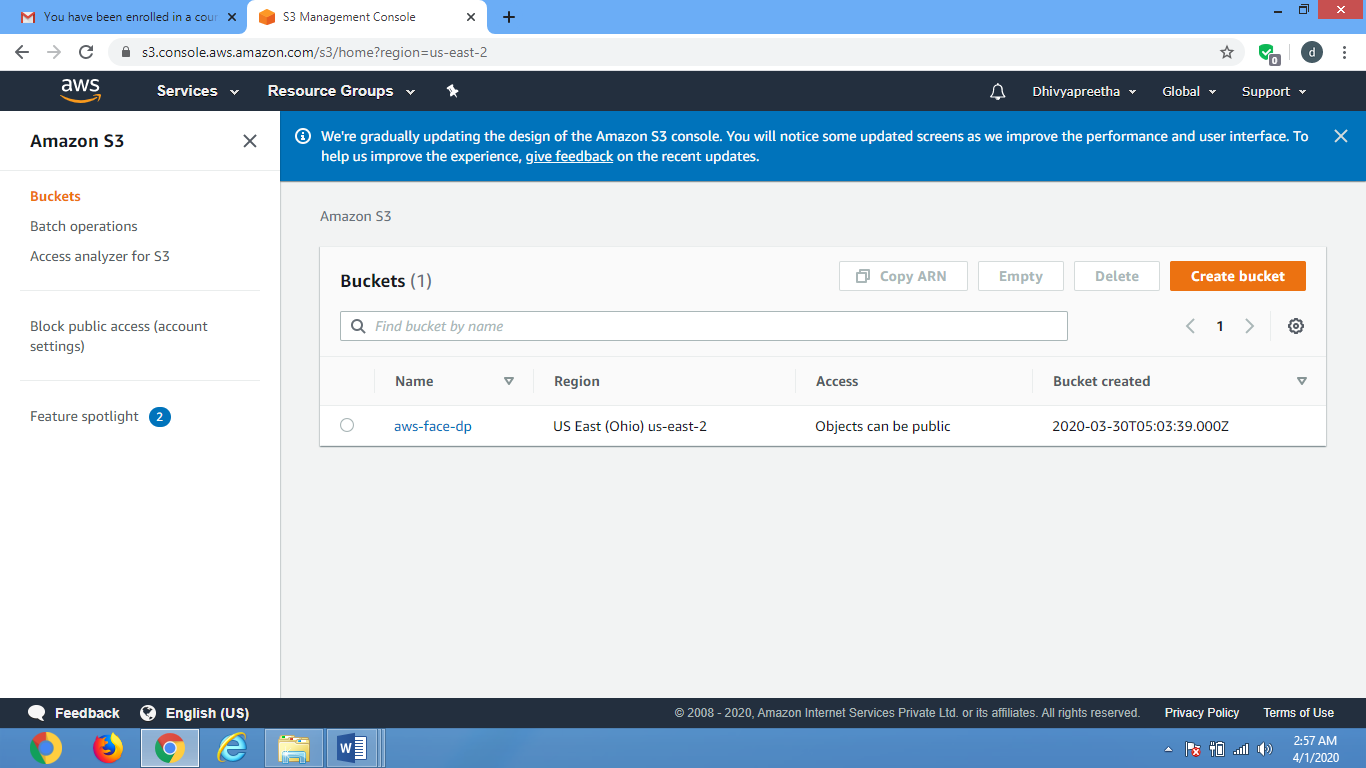 You have been enrolled in a cour
S3 Management Console
s3.console.aws.amazon.com/s3/home?region=us-east-2
0
d
aws
Services
Resource Groups
Dhivyapreetha
Global
Support
Amazon S3
We're gradually updating the design of the Amazon S3 console. You will notice some updated screens as we improve the performance and user interface. To
help us improve the experience, give feedback on the recent updates.
Buckets
Batch operations
Access analyzer for S3
Block public access (account
settings)
Feature spotlight 2
Amazon S3
Buckets (1)
Copy ARN
Empty
Delete
Create bucket
Find bucket by name
1
Name
Region
Access
Bucket created
aws-face-dp
US East (Ohio) us-east-2
Objects can be public
2020-03-30T05:03:39.000Z
Feedback
English (US)
© 2008 - 2020, Amazon Internet Services Private Ltd. or its affiliates. All rights reserved.
Privacy Policy
Terms of Use
W
2:57 AM
4/1/2020